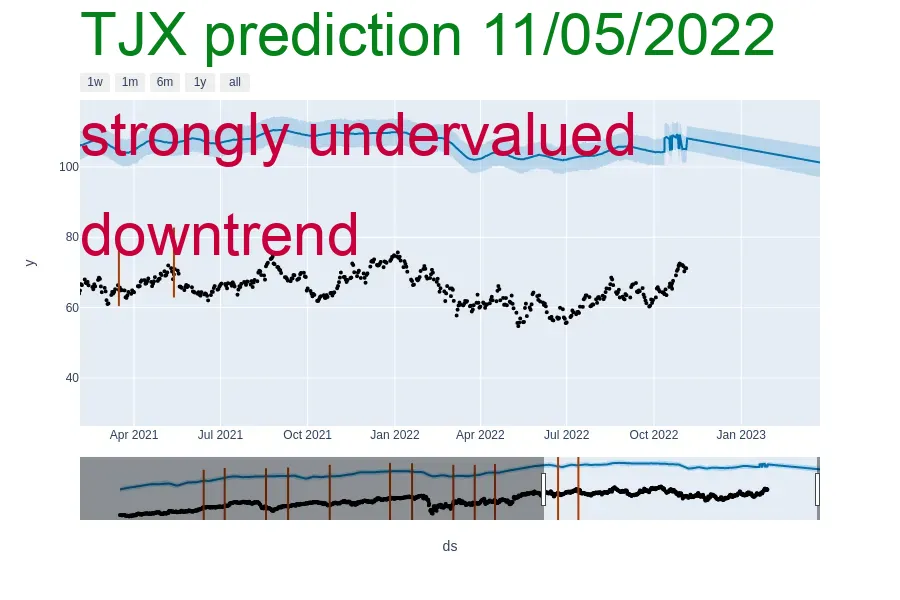 TJX prediction 11/05/2022
1w 1m 6m 1y all
strongly undervalued
100
80
downtrend
y
60
40
Apr 2021 Jul 2021 Oct 2021 Jan 2022 Apr 2022 Jul 2022 Oct 2022 Jan 2023
ds